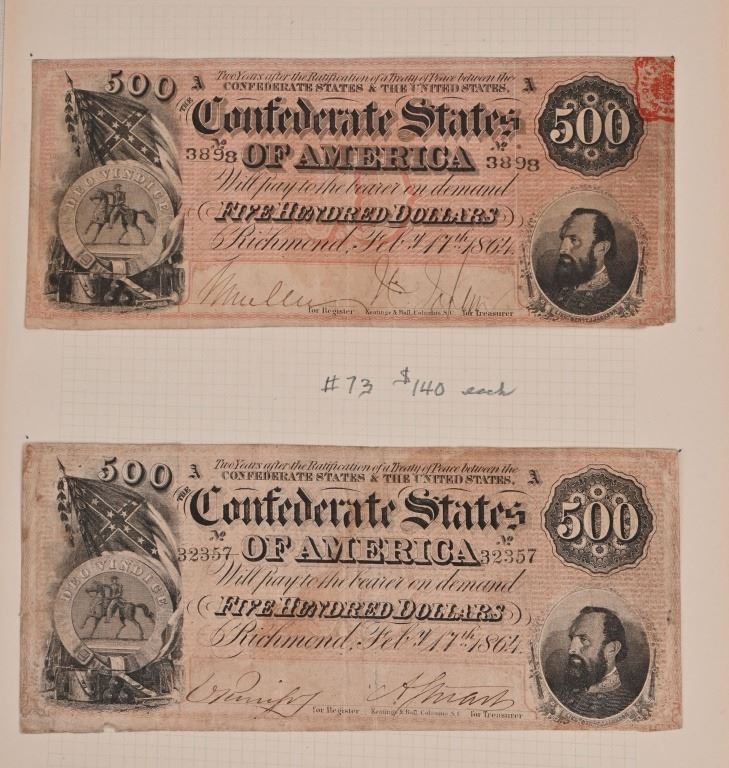 500 A Two Years after the Ratification of a Treaty of Peace between the A
CONFEDERATE STATES & THE UNITED STATES,
THE Confederate States 500
No 3898 OF AMERICA No 3898
DEO VINDICE
Will pay to the bearer on demand
FIVE HUNDRED DOLLARS
Richmond, Feby 17th 1864.
for Register Keatinge & Ball, Columbia, S.C. for Treasurer
#73 $140 each
500 A Two Years after the Ratification of a Treaty of Peace between the A
CONFEDERATE STATES & THE UNITED STATES,
THE Confederate States 500
No 32357 OF AMERICA No 32357
DEO VINDICE
Will pay to the bearer on demand
FIVE HUNDRED DOLLARS
Richmond, Feby 17th 1864.
for Register Keatinge & Ball, Columbia, S.C. for Treasurer